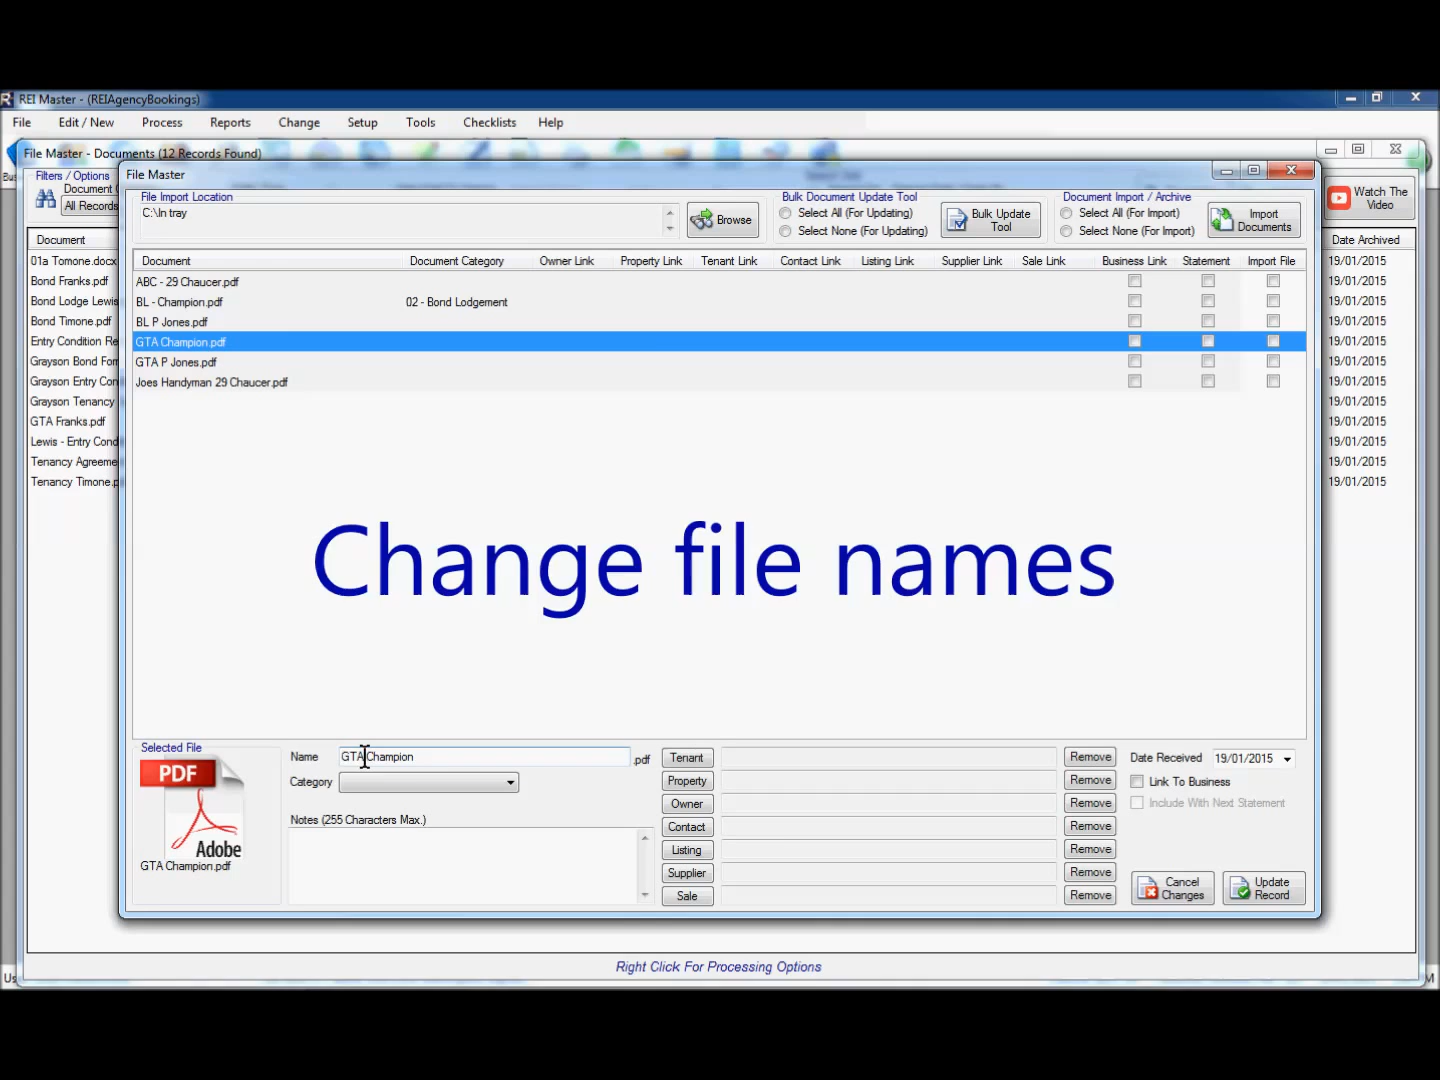 REI Master - (REIAgencyBookings)
File Edit / New Process Reports Change Setup Tools Checklists Help
File Master - Documents (12 Records Found)
File Master
Filters / Options
Document
All Records
Watch The
Video
File Import Location
C:\In tray
Browse
Bulk Document Update Tool
Select All (For Updating)
Select None (For Updating)
Bulk Update
Tool
Document Import / Archive
Select All (For Import)
Select None (For Import)
Import
Documents
Document
Date Archived
Document Document Category Owner Link Property Link Tenant Link Contact Link Listing Link Supplier Link Sale Link Business Link Statement Import File
ABC - 29 Chaucer.pdf
BL - Champion.pdf 02 - Bond Lodgement
BL P Jones.pdf
GTA Champion.pdf
GTA P Jones.pdf
Joes Handyman 29 Chaucer.pdf
01a Tomone.docx 19/01/2015
Bond Franks.pdf 19/01/2015
Bond Lodge Lewis 19/01/2015
Bond Timone.pdf 19/01/2015
Entry Condition Re 19/01/2015
Grayson Bond 19/01/2015
Grayson Entry Con 19/01/2015
Grayson Tenancy 19/01/2015
GTA Franks.pdf 19/01/2015
Lewis - Entry Cond 19/01/2015
Tenancy Agreeme 19/01/2015
Tenancy Timone.p 19/01/2015
Change file names
Selected File
PDF
Adobe
GTA Champion.pdf
Name GTA Champion .pdf
Category
Notes (255 Characters Max.)
Tenant Remove
Property Remove
Owner Remove
Contact Remove
Listing Remove
Supplier Remove
Sale Remove
Date Received 19/01/2015
Link To Business
Include With Next Statement
Cancel
Changes
Update
Record
Right Click For Processing Options